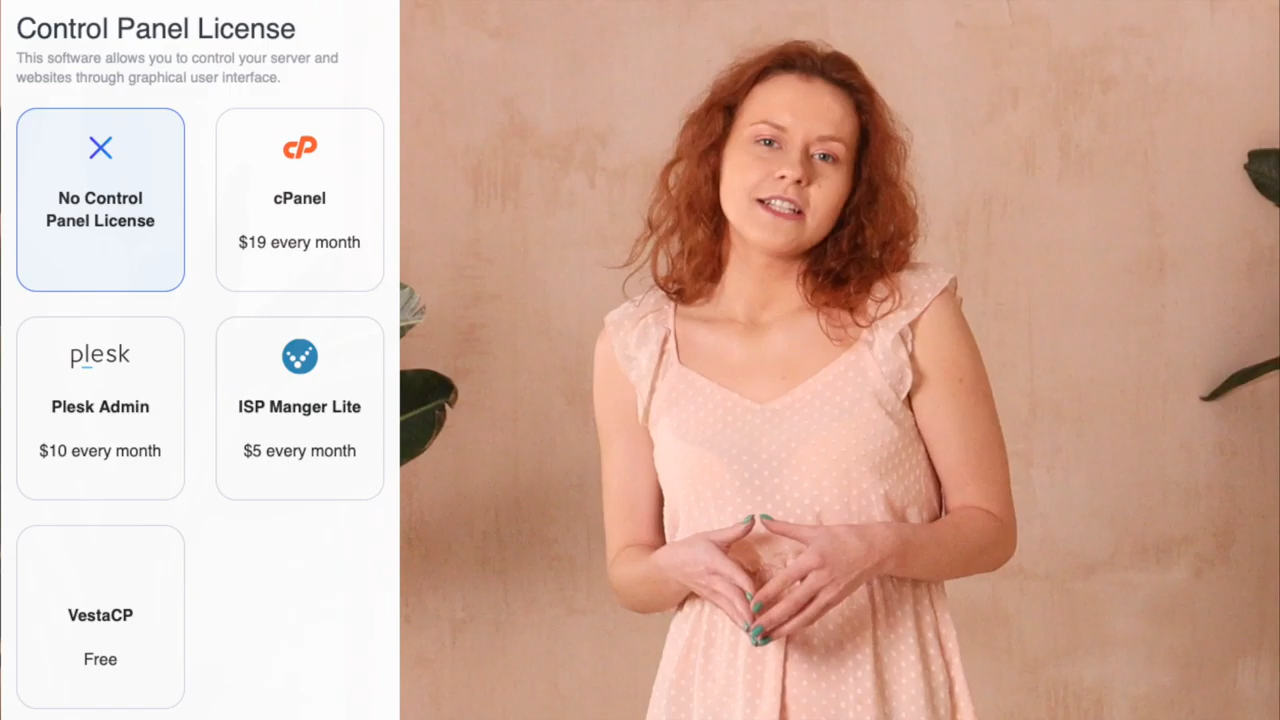 Control Panel License
This software allows you to control your server and
websites through graphical user interface.
No Control
Panel License
cP
cPanel
$19 every month
plesk
Plesk Admin
$10 every month
ISP Manger Lite
$5 every month
VestaCP
Free